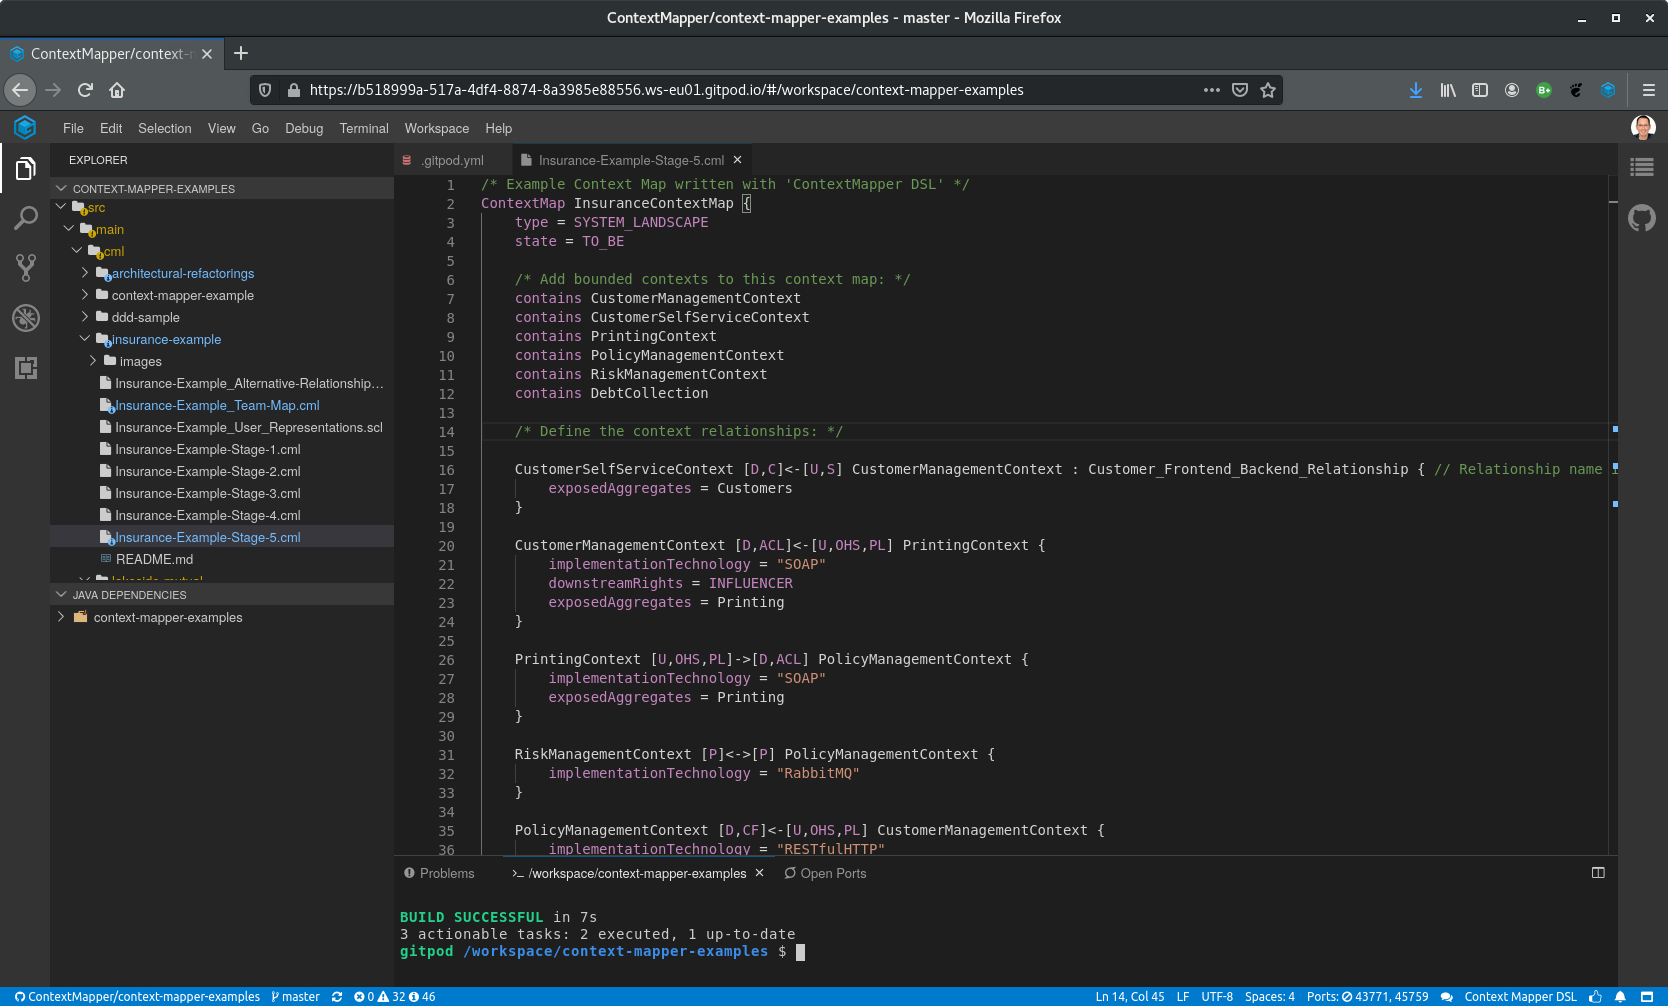 ContextMapper/context-mapper-examples - master - Mozilla Firefox
ContextMapper/context-
https://b518999a-517a-4df4-8874-8a3985e88556.ws-eu01.gitpod.io/#/workspace/context-mapper-examples
File Edit Selection View Go Debug Terminal Workspace Help
EXPLORER
CONTEXT-MAPPER-EXAMPLES
src
main
cml
architectural-refactorings
context-mapper-example
ddd-sample
insurance-example
images
Insurance-Example_Alternative-Relationship...
Insurance-Example_Team-Map.cml
Insurance-Example_User_Representations.scl
Insurance-Example-Stage-1.cml
Insurance-Example-Stage-2.cml
Insurance-Example-Stage-3.cml
Insurance-Example-Stage-4.cml
Insurance-Example-Stage-5.cml
README.md
lakeside-mutual
JAVA DEPENDENCIES
context-mapper-examples
.gitpod.yml Insurance-Example-Stage-5.cml
1 /* Example Context Map written with 'ContextMapper DSL' */
2 ContextMap InsuranceContextMap {
3 type = SYSTEM_LANDSCAPE
4 state = TO_BE
5
6 /* Add bounded contexts to this context map: */
7 contains CustomerManagementContext
8 contains CustomerSelfServiceContext
9 contains PrintingContext
10 contains PolicyManagementContext
11 contains RiskManagementContext
12 contains DebtCollection
13
14 /* Define the context relationships: */
15
16 CustomerSelfServiceContext [D,C]<-[U,S] CustomerManagementContext : Customer_Frontend_Backend_Relationship { // Relationship name
17 exposedAggregates = Customers
18 }
19
20 CustomerManagementContext [D,ACL]<-[U,OHS,PL] PrintingContext {
21 implementationTechnology = "SOAP"
22 downstreamRights = INFLUENCER
23 exposedAggregates = Printing
24 }
25
26 PrintingContext [U,OHS,PL]->[D,ACL] PolicyManagementContext {
27 implementationTechnology = "SOAP"
28 exposedAggregates = Printing
29 }
30
31 RiskManagementContext [P]<->[P] PolicyManagementContext {
32 implementationTechnology = "RabbitMQ"
33 }
34
35 PolicyManagementContext [D,CF]<-[U,OHS,PL] CustomerManagementContext {
36 implementationTechnology = "RESTfulHTTP"
Problems >_ /workspace/context-mapper-examples Open Ports
BUILD SUCCESSFUL in 7s
3 actionable tasks: 2 executed, 1 up-to-date
gitpod /workspace/context-mapper-examples $
ContextMapper/context-mapper-examples master 0 32 46 Ln 14, Col 45 LF UTF-8 Spaces: 4 Ports: 43771, 45759 Context Mapper DSL